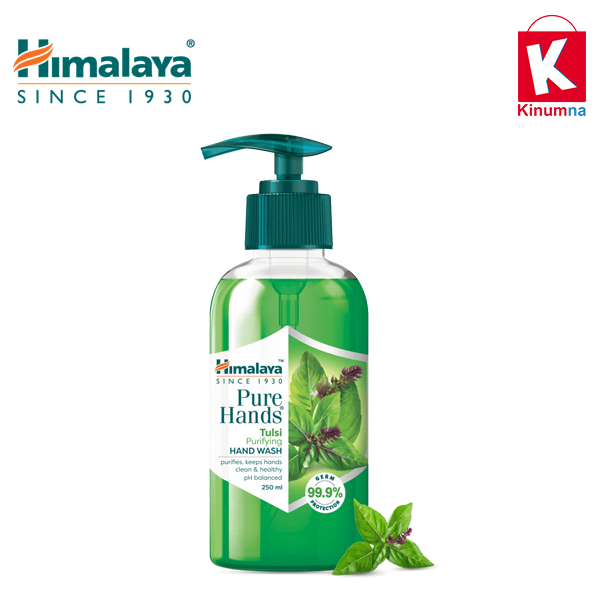 Himalaya®
SINCE 1930
K
Kinumna
Himalaya™
SINCE 1930
Pure
Hands®
Tulsi
Purifying
HAND WASH
purifies, keeps hands
clean & healthy
pH balanced
250 ml
GERM
99.9%
PROTECTION